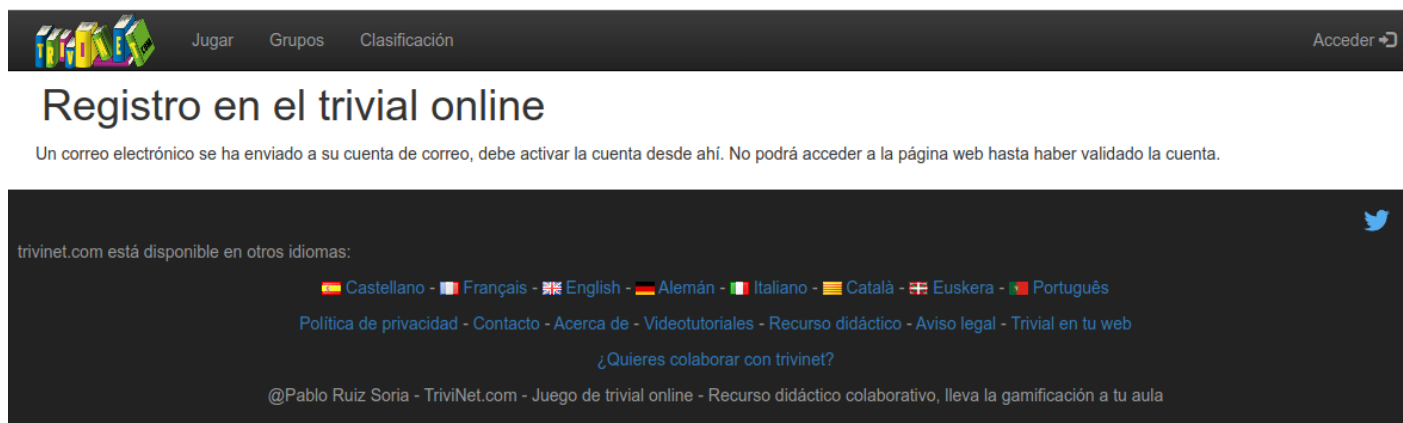 TRIVINET.COM
Jugar Grupos Clasificación Acceder
Registro en el trivial online
Un correo electrónico se ha enviado a su cuenta de correo, debe activar la cuenta desde ahí. No podrá acceder a la página web hasta haber validado la cuenta.
trivinet.com está disponible en otros idiomas:
Castellano - Français - English - Alemán - Italiano - Català - Euskera - Português
Política de privacidad - Contacto - Acerca de - Videotutoriales - Recurso didáctico - Aviso legal - Trivial en tu web
¿Quieres colaborar con trivinet?
@Pablo Ruiz Soria - TriviNet.com - Juego de trivial online - Recurso didáctico colaborativo, lleva la gamificación a tu aula